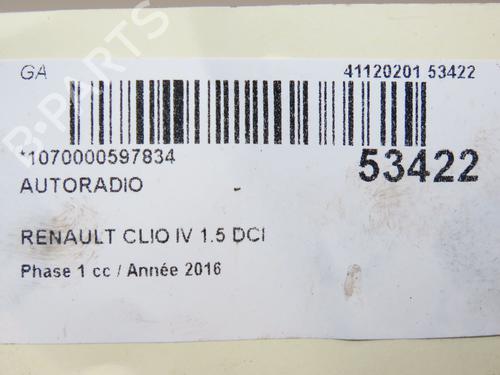 GA
41120201 53422
*1070000597834
53422
AUTORADIO
RENAULT CLIO IV 1.5 DCI
Phase 1 cc / Année 2016
B-PARTS